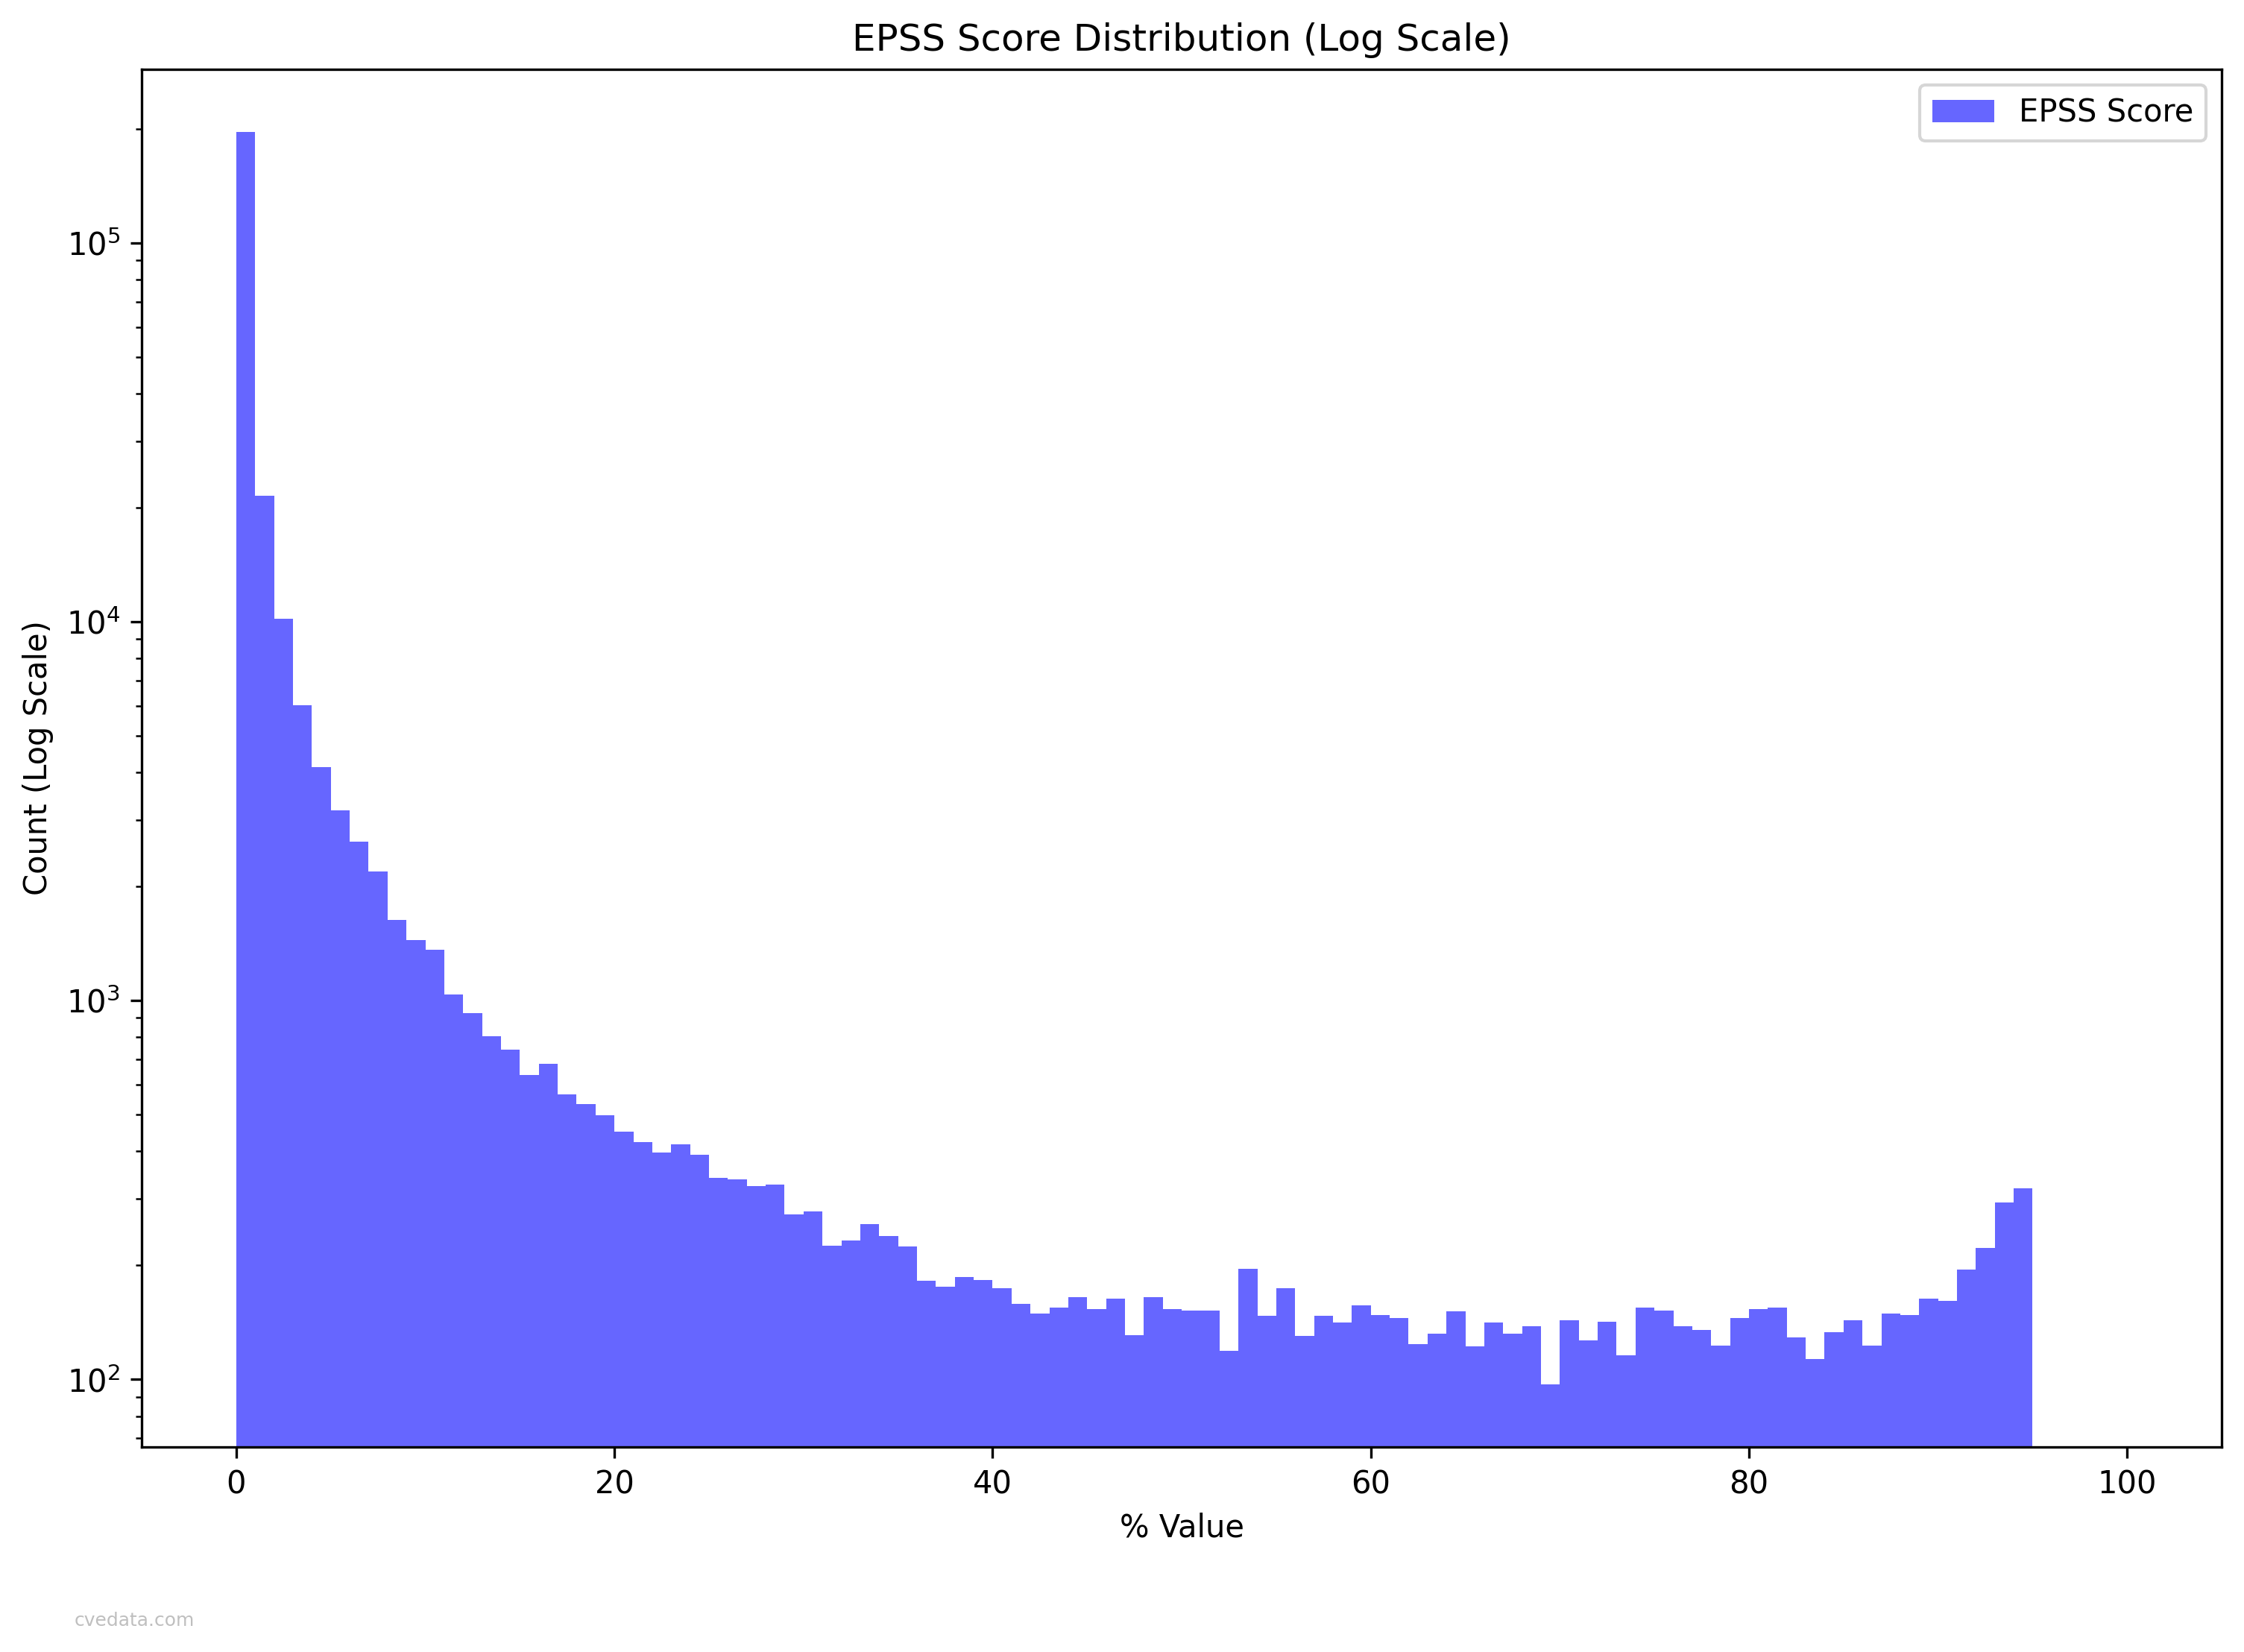 EPSS Score Distribution (Log Scale)
EPSS Score
Count (Log Scale)
10⁵
10⁴
10³
10²
0 20 40 60 80 100
% Value
cvedata.com